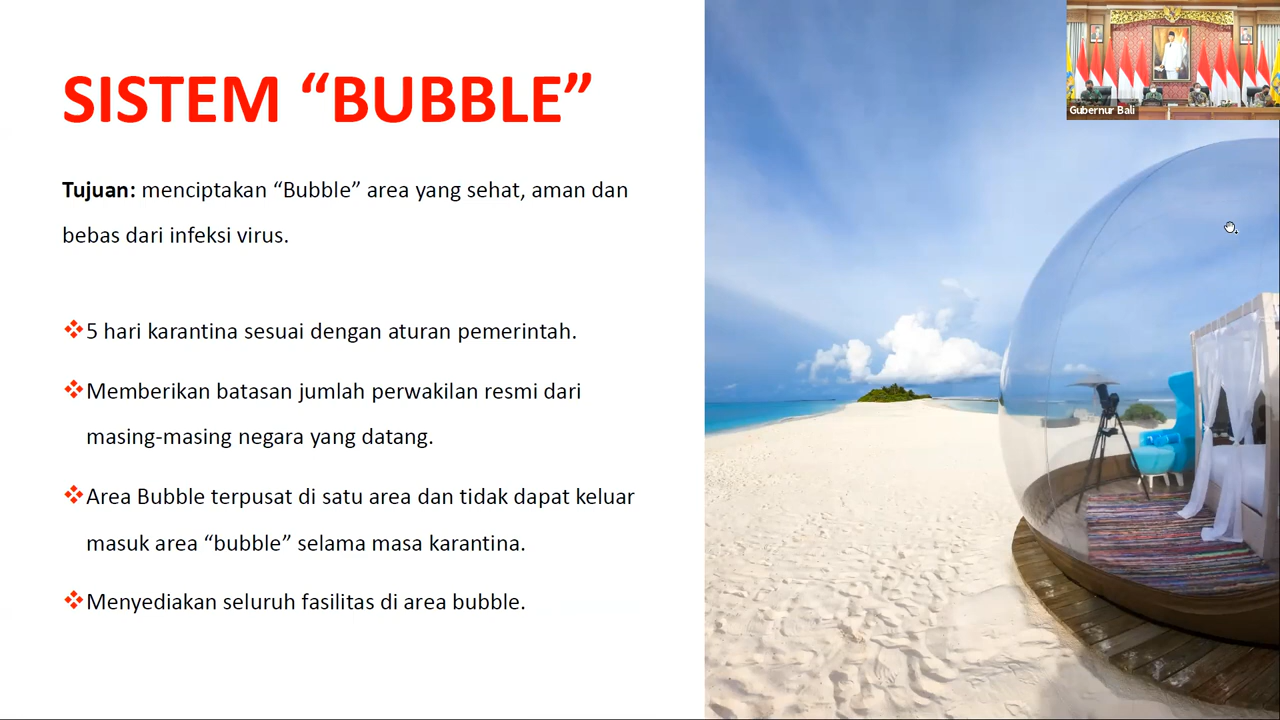 SISTEM “BUBBLE”
Tujuan: menciptakan “Bubble” area yang sehat, aman dan
bebas dari infeksi virus.
❖5 hari karantina sesuai dengan aturan pemerintah.
❖Memberikan batasan jumlah perwakilan resmi dari
masing-masing negara yang datang.
❖Area Bubble terpusat di satu area dan tidak dapat keluar
masuk area “bubble” selama masa karantina.
❖Menyediakan seluruh fasilitas di area bubble.
Gubernur Bali